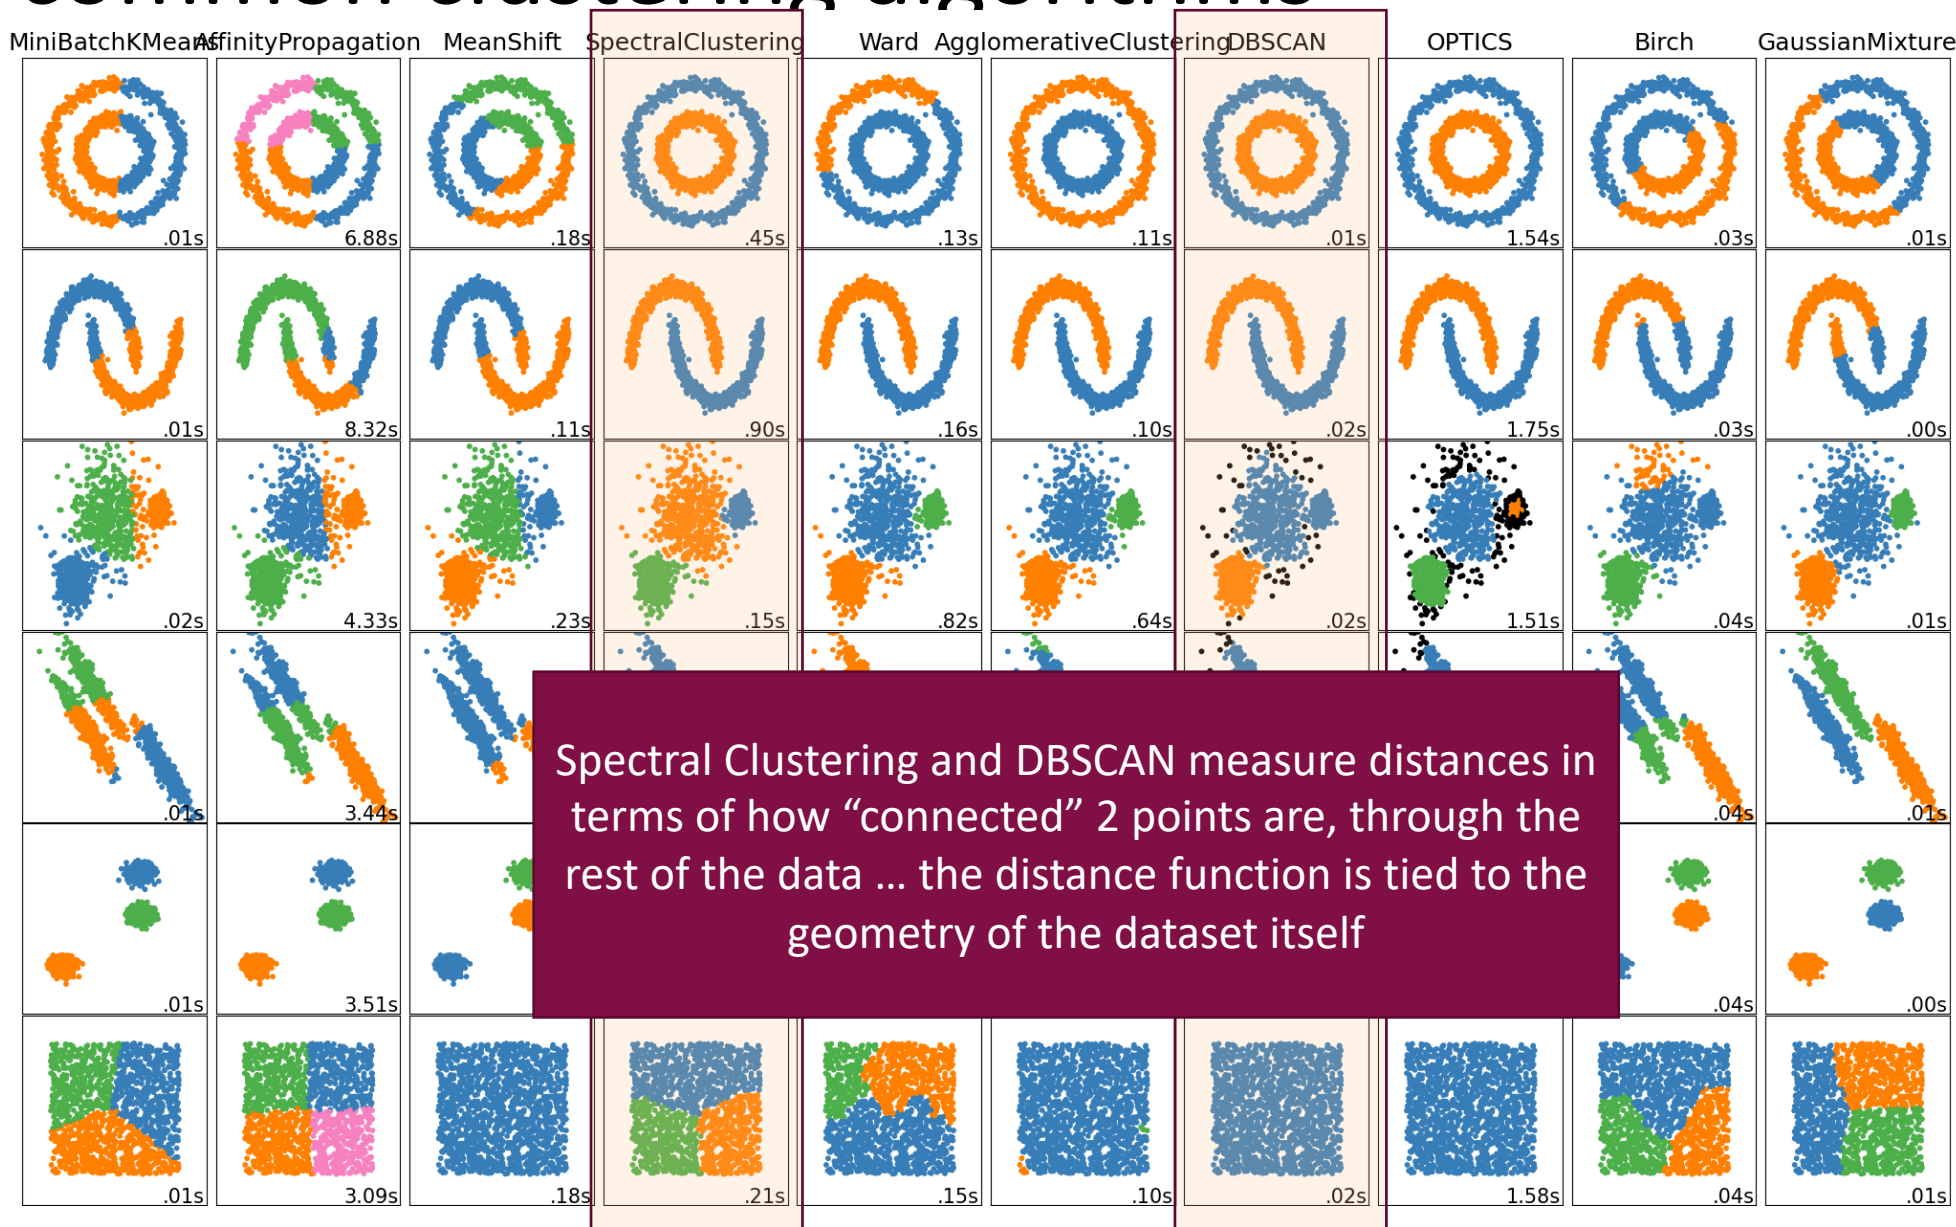 common clustering algorithms
MiniBatchKMeans AffinityPropagation MeanShift SpectralClustering Ward AgglomerativeClustering DBSCAN OPTICS Birch GaussianMixture
.01s 6.88s .18s .45s .13s .11s .01s 1.54s .03s .01s
.01s 8.32s .11s .90s .16s .10s .02s 1.75s .03s .00s
.02s 4.33s .23s .15s .82s .64s .02s 1.51s .04s .01s
.01s 3.44s .04s .01s
Spectral Clustering and DBSCAN measure distances in
terms of how “connected” 2 points are, through the
rest of the data … the distance function is tied to the
geometry of the dataset itself
.01s 3.51s .04s .00s
.01s 3.09s .18s .21s .15s .10s .02s 1.58s .04s .01s